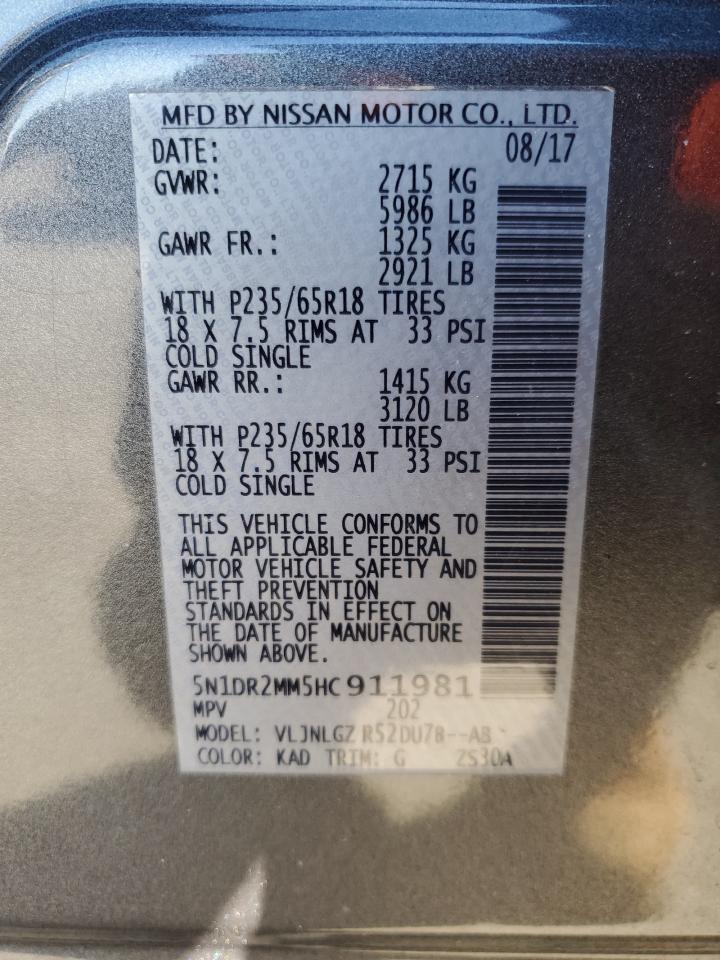 MFD BY NISSAN MOTOR CO., LTD.
DATE: 08/17
GVWR: 2715 KG
5986 LB
GAWR FR.: 1325 KG
2921 LB
WITH P235/65R18 TIRES
18 X 7.5 RIMS AT 33 PSI
COLD SINGLE
GAWR RR.: 1415 KG
3120 LB
WITH P235/65R18 TIRES
18 X 7.5 RIMS AT 33 PSI
COLD SINGLE
THIS VEHICLE CONFORMS TO
ALL APPLICABLE FEDERAL
MOTOR VEHICLE SAFETY AND
THEFT PREVENTION
STANDARDS IN EFFECT ON
THE DATE OF MANUFACTURE
SHOWN ABOVE.
5N1DR2MM5HC911981
MPV 202
MODEL: VLJNLGZ R52DU7B--AB
COLOR: KAD TRIM: G ZS30A